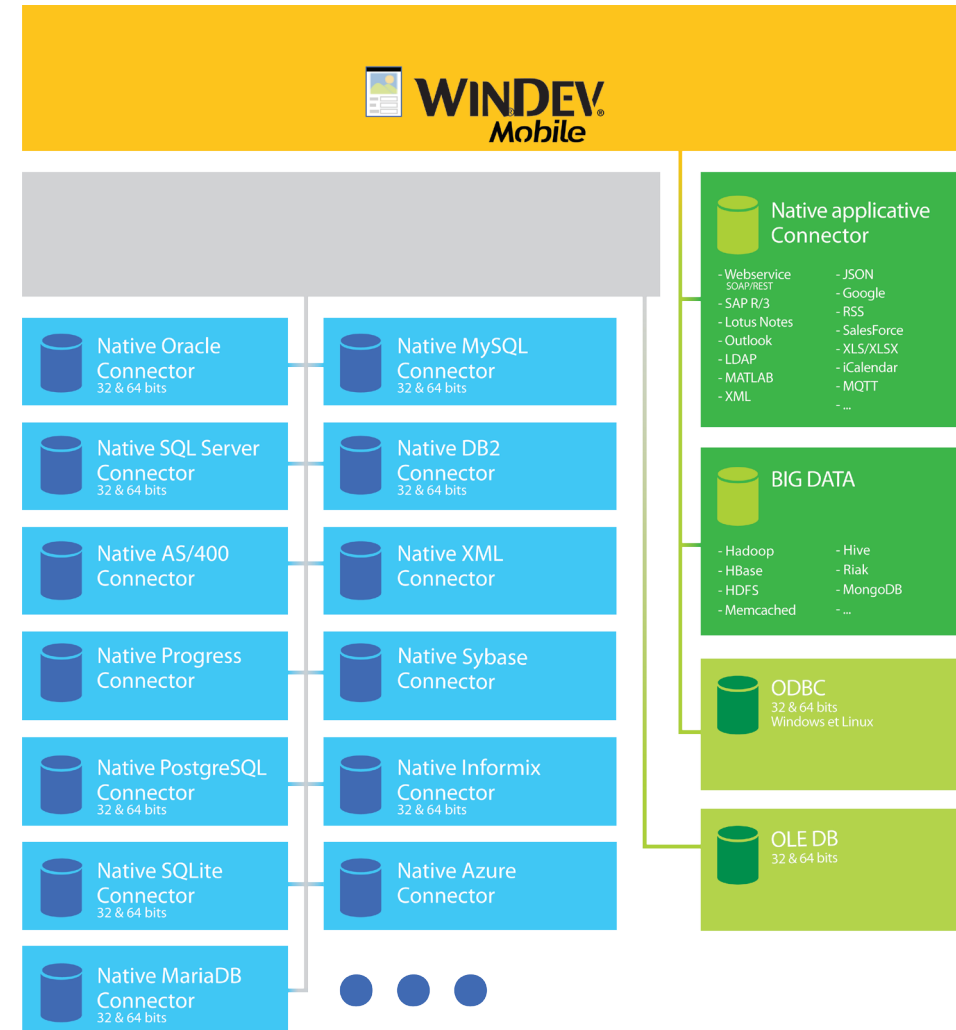 WINDEV®
Mobile
Native Oracle
Connector
32 & 64 bits
Native MySQL
Connector
32 & 64 bits
Native SQL Server
Connector
32 & 64 bits
Native DB2
Connector
32 & 64 bits
Native AS/400
Connector
Native XML
Connector
Native Progress
Connector
Native Sybase
Connector
Native PostgreSQL
Connector
32 & 64 bits
Native Informix
Connector
32 & 64 bits
Native SQLite
Connector
32 & 64 bits
Native Azure
Connector
Native MariaDB
Connector
32 & 64 bits
Native applicative
Connector
- Webservice
SOAP/REST
- SAP R/3
- Lotus Notes
- Outlook
- LDAP
- MATLAB
- XML
- JSON
- Google
- RSS
- SalesForce
- XLS/XLSX
- iCalendar
- MQTT
- ...
BIG DATA
- Hadoop
- HBase
- HDFS
- Memcached
- Hive
- Riak
- MongoDB
- ...
ODBC
32 & 64 bits
Windows et Linux
OLE DB
32 & 64 bits